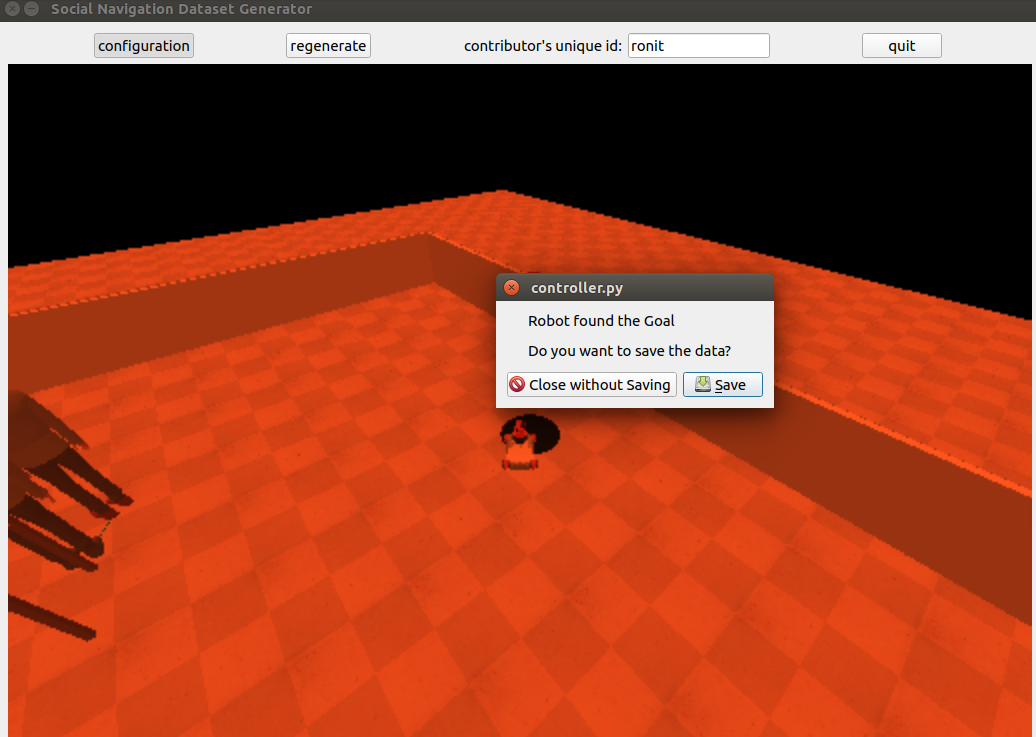 Social Navigation Dataset Generator
configuration regenerate contributor's unique id: ronit quit
controller.py
Robot found the Goal
Do you want to save the data?
Close without Saving Save